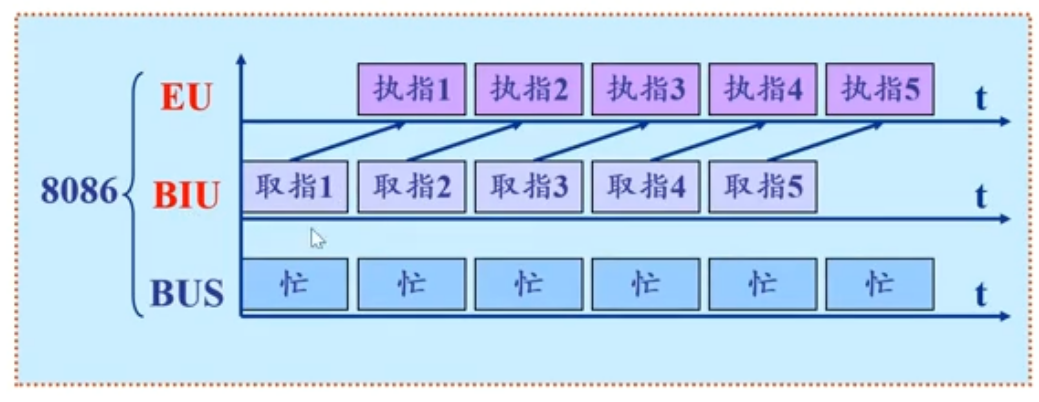 EU 执指1 执指2 执指3 执指4 执指5 t
8086 BIU 取指1 取指2 取指3 取指4 取指5 t
BUS 忙 忙 忙 忙 忙 忙 t